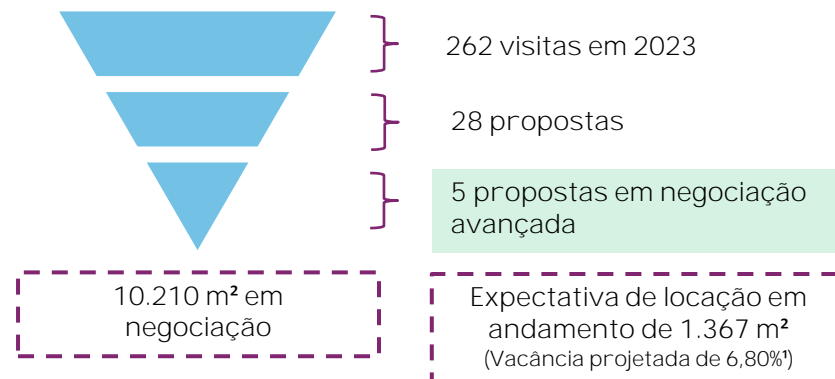 262 visitas em 2023
28 propostas
5 propostas em negociação
avançada
10.210 m² em
negociação
Expectativa de locação em
andamento de 1.367 m²
(Vacância projetada de 6,80%¹)